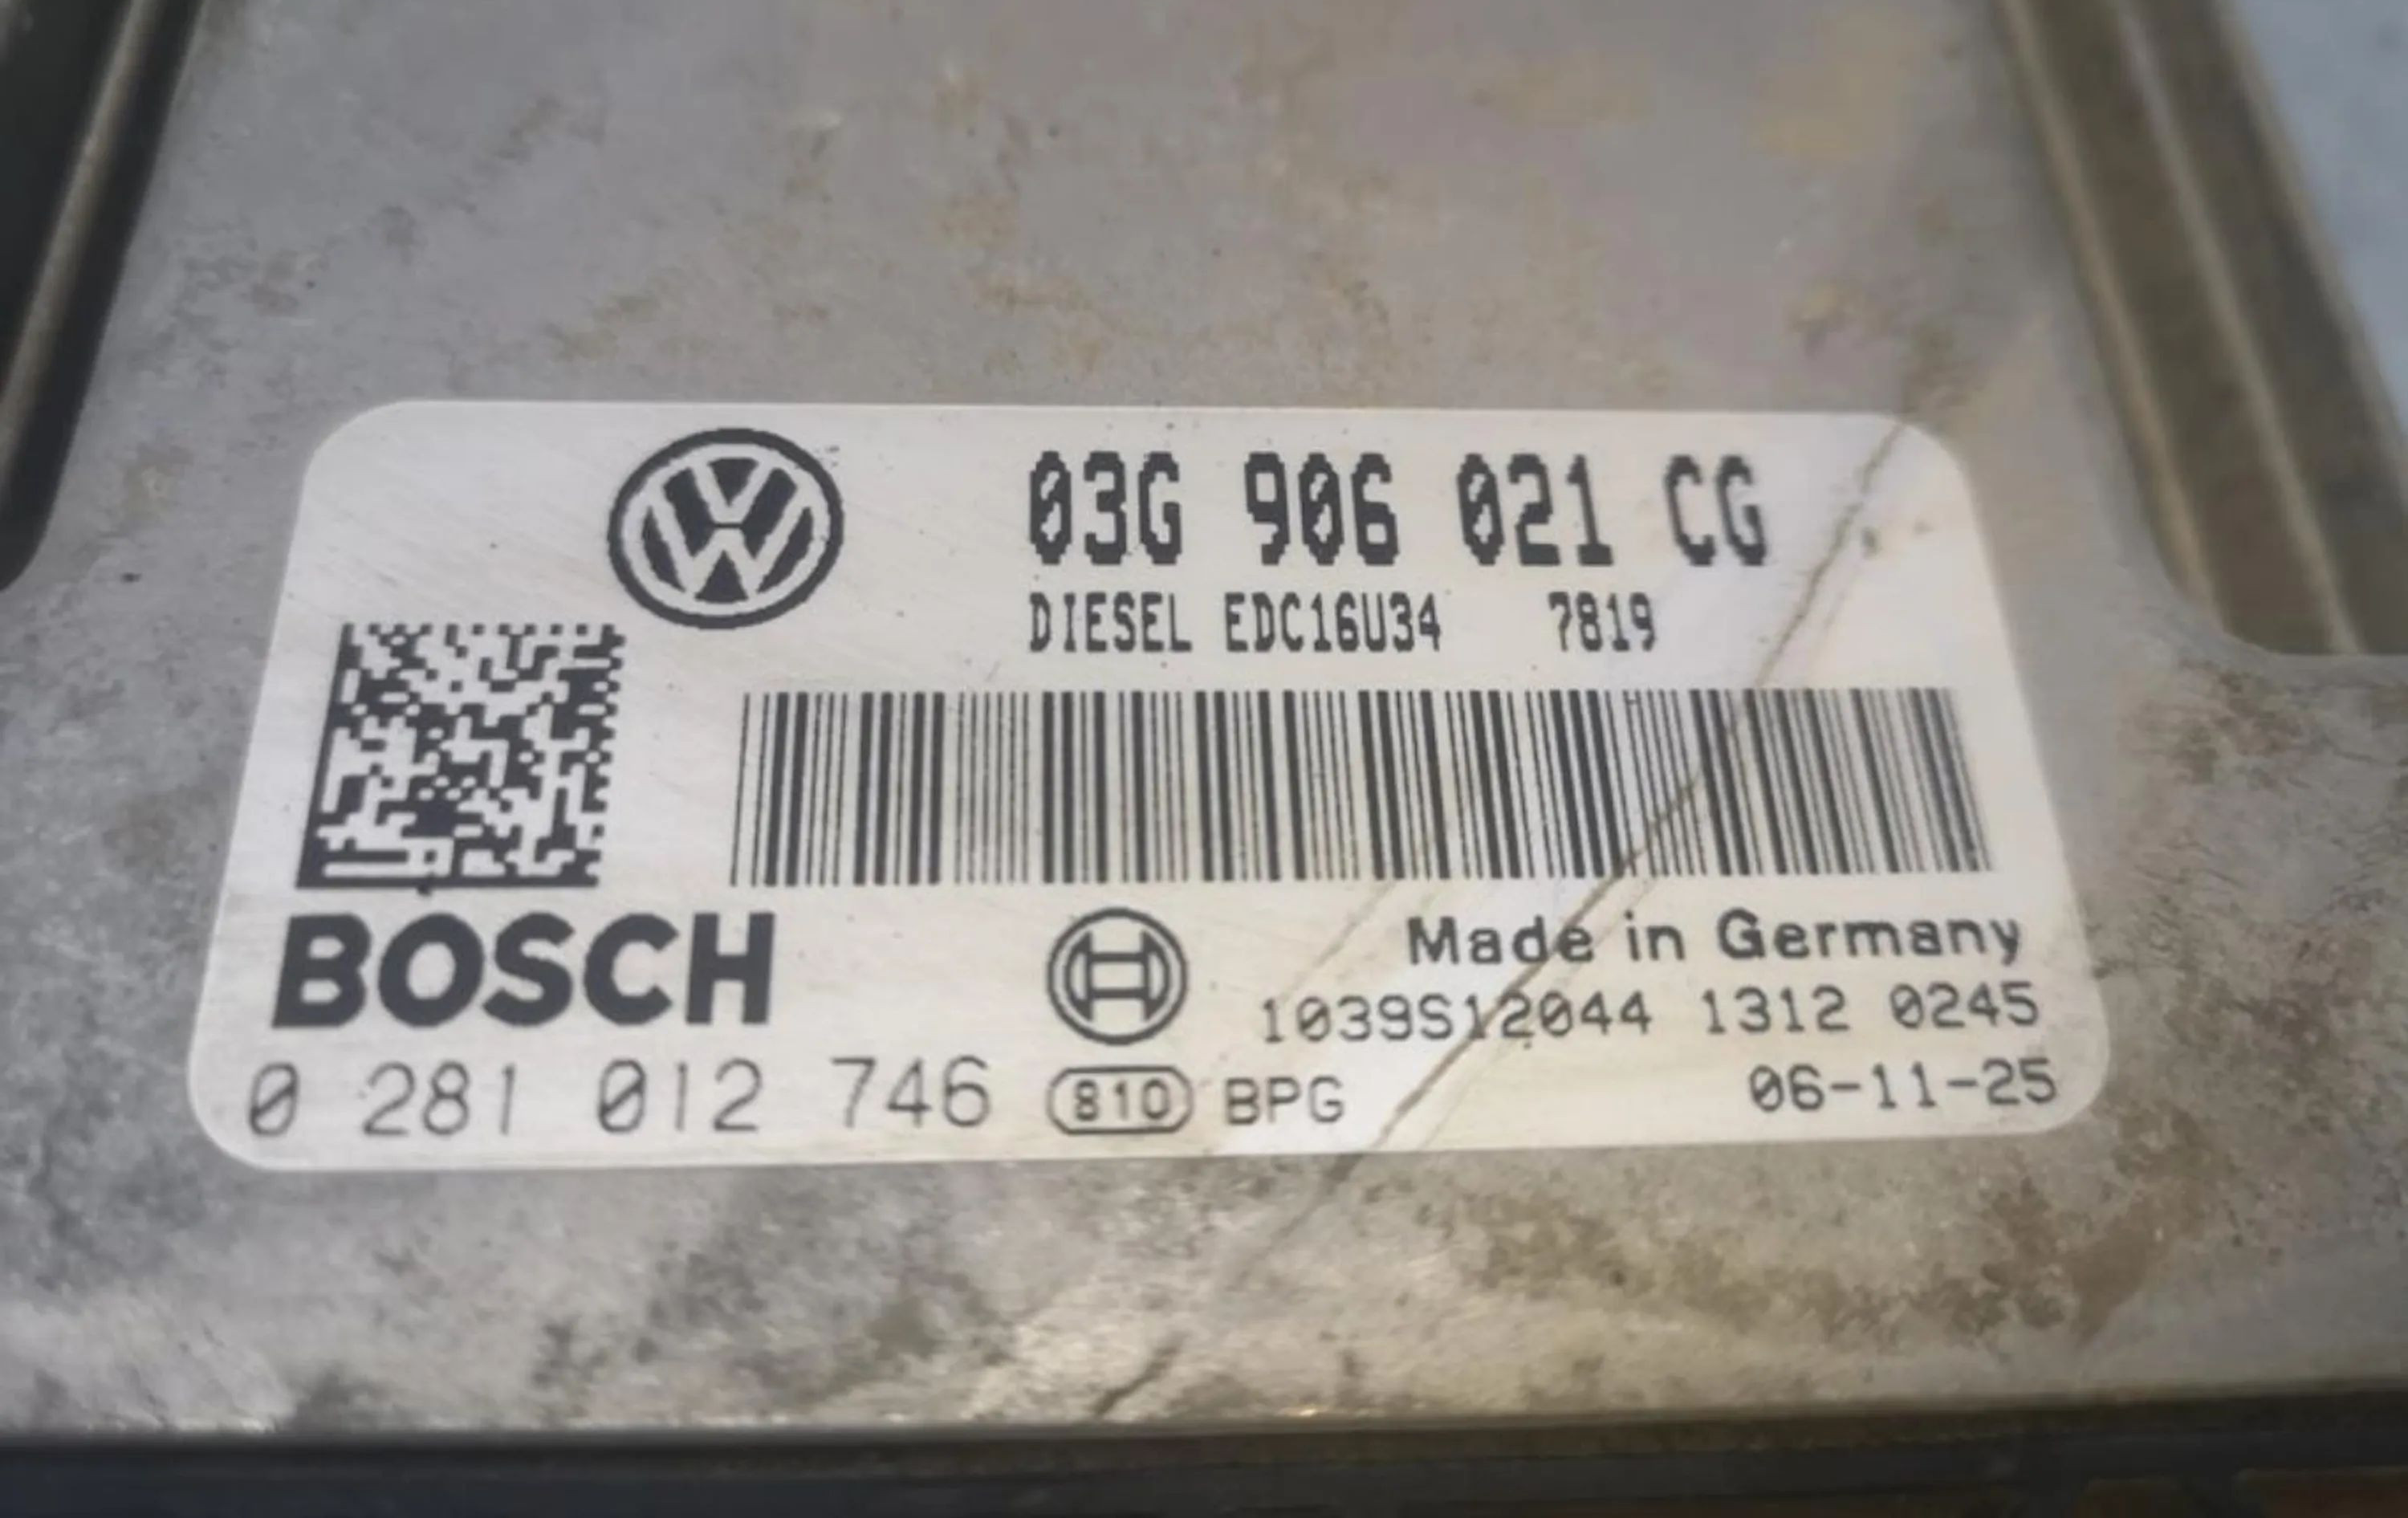 03G 906 021 CG
DIESEL EDC16U34 7819
BOSCH
Made in Germany
1039S12044 1312 0245
0 281 012 746 810 BPG 06-11-25